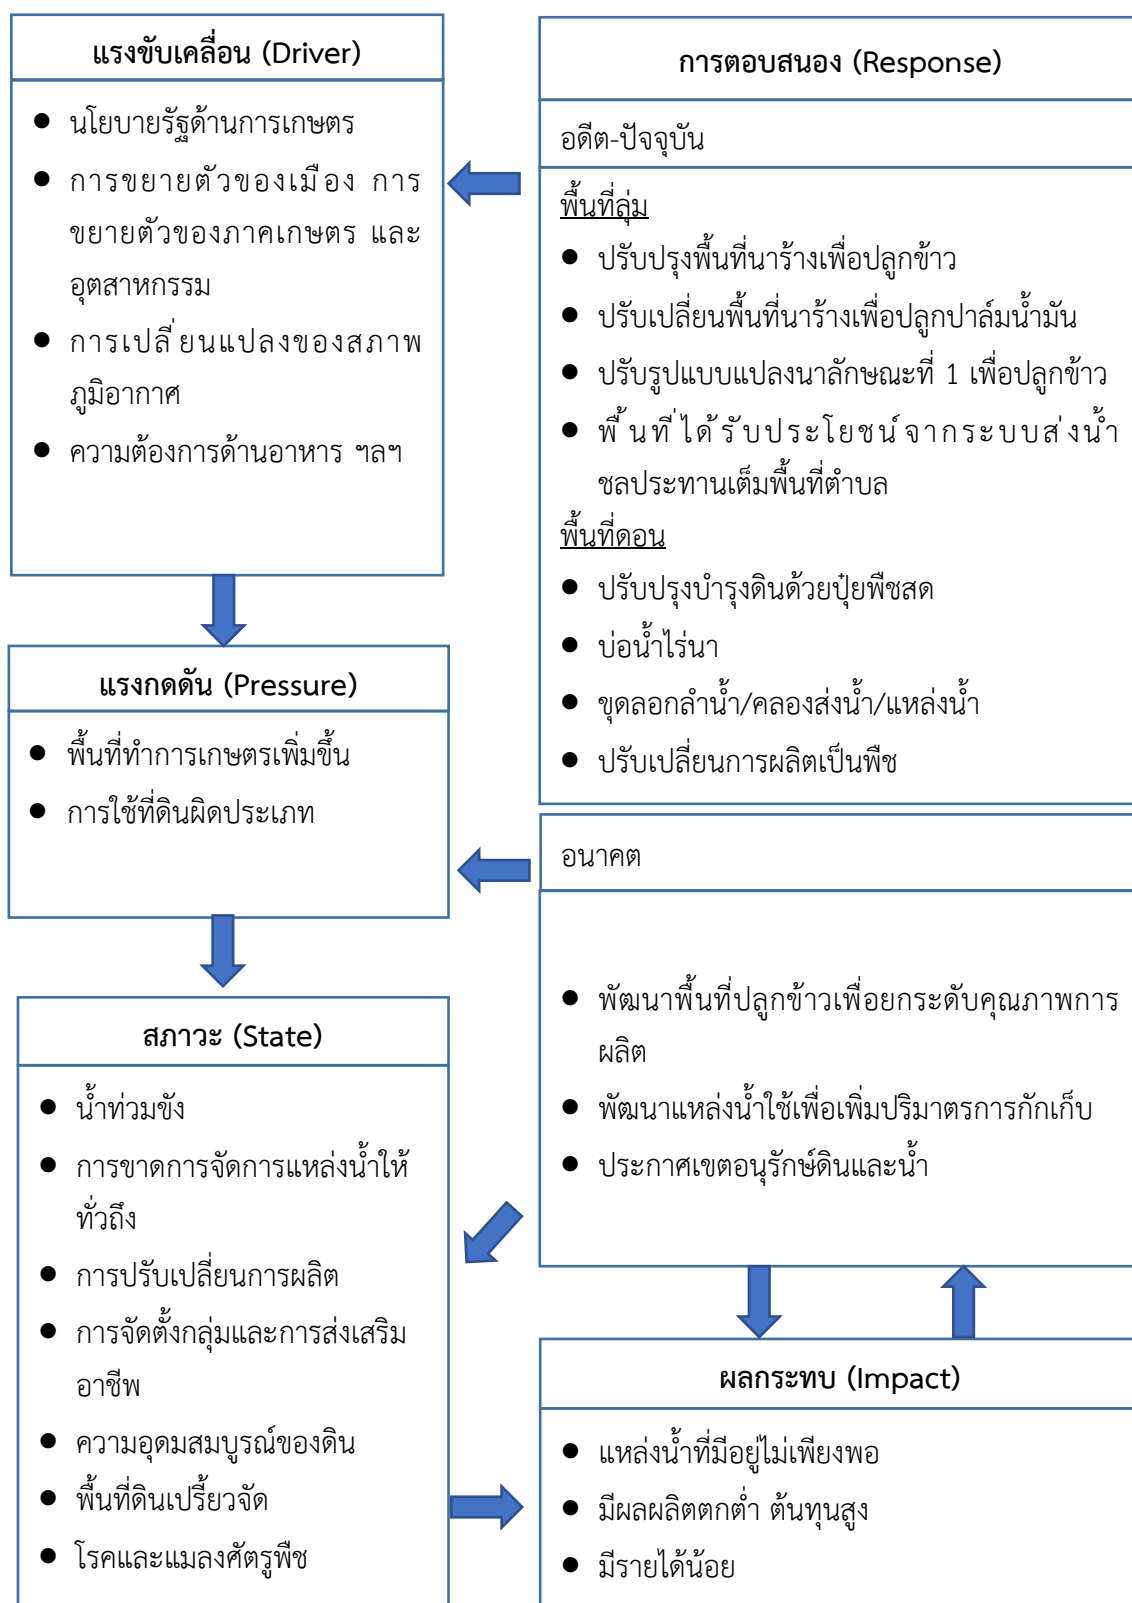 แรงขับเคลื่อน (Driver)
● นโยบายรัฐด้านการเกษตร
● การขยายตัวของเมือง การ
ขยายตัวของภาคเกษตร และ
อุตสาหกรรม
● การเปลี่ยนแปลงของสภาพ
ภูมิอากาศ
● ความต้องการด้านอาหาร ฯลฯ
แรงกดดัน (Pressure)
● พื้นที่ทำการเกษตรเพิ่มขึ้น
● การใช้ที่ดินผิดประเภท
สภาวะ (State)
● น้ำท่วมขัง
● การขาดการจัดการแหล่งน้ำให้
ทั่วถึง
● การปรับเปลี่ยนการผลิต
● การจัดตั้งกลุ่มและการส่งเสริม
อาชีพ
● ความอุดมสมบูรณ์ของดิน
● พื้นที่ดินเปรี้ยวจัด
● โรคและแมลงศัตรูพืช
การตอบสนอง (Response)
อดีต-ปัจจุบัน
พื้นที่ลุ่ม
● ปรับปรุงพื้นที่นาร้างเพื่อปลูกข้าว
● ปรับเปลี่ยนพื้นที่นาร้างเพื่อปลูกปาล์มน้ำมัน
● ปรับรูปแบบแปลงนาลักษณะที่ 1 เพื่อปลูกข้าว
● พื้นที่ได้รับประโยชน์จากระบบส่งน้ำ
ชลประทานเต็มพื้นที่ตำบล
พื้นที่ดอน
● ปรับปรุงบำรุงดินด้วยปุ๋ยพืชสด
● บ่อน้ำไร่นา
● ขุดลอกลำน้ำ/คลองส่งน้ำ/แหล่งน้ำ
● ปรับเปลี่ยนการผลิตเป็นพืช
อนาคต
● พัฒนาพื้นที่ปลูกข้าวเพื่อยกระดับคุณภาพการ
ผลิต
● พัฒนาแหล่งน้ำใช้เพื่อเพิ่มปริมาตรการกักเก็บ
● ประกาศเขตอนุรักษ์ดินและน้ำ
ผลกระทบ (Impact)
● แหล่งน้ำที่มีอยู่ไม่เพียงพอ
● มีผลผลิตตกต่ำ ต้นทุนสูง
● มีรายได้น้อย